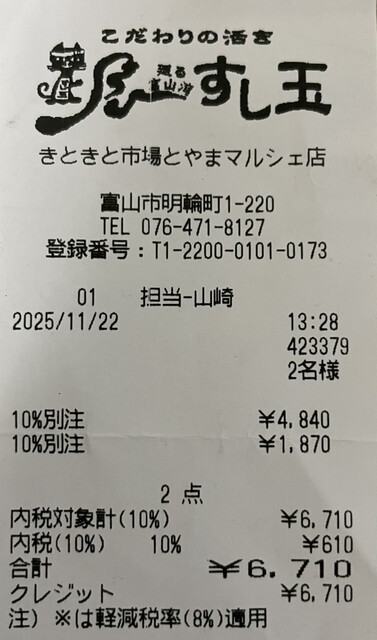 こだわりの活き
廻る
富山湾
すし玉
きときと市場とやまマルシェ店
富山市明輪町1-220
TEL 076-471-8127
登録番号：T1-2200-0101-0173
01 担当-山崎
2025/11/22 13:28
423379
2名様
10%別注 ¥4,840
10%別注 ¥1,870
2 点
内税対象計(10%) ¥6,710
内税(10%) 10% ¥610
合計 ¥6,710
クレジット ¥6,710
注) ※は軽減税率(8%)適用